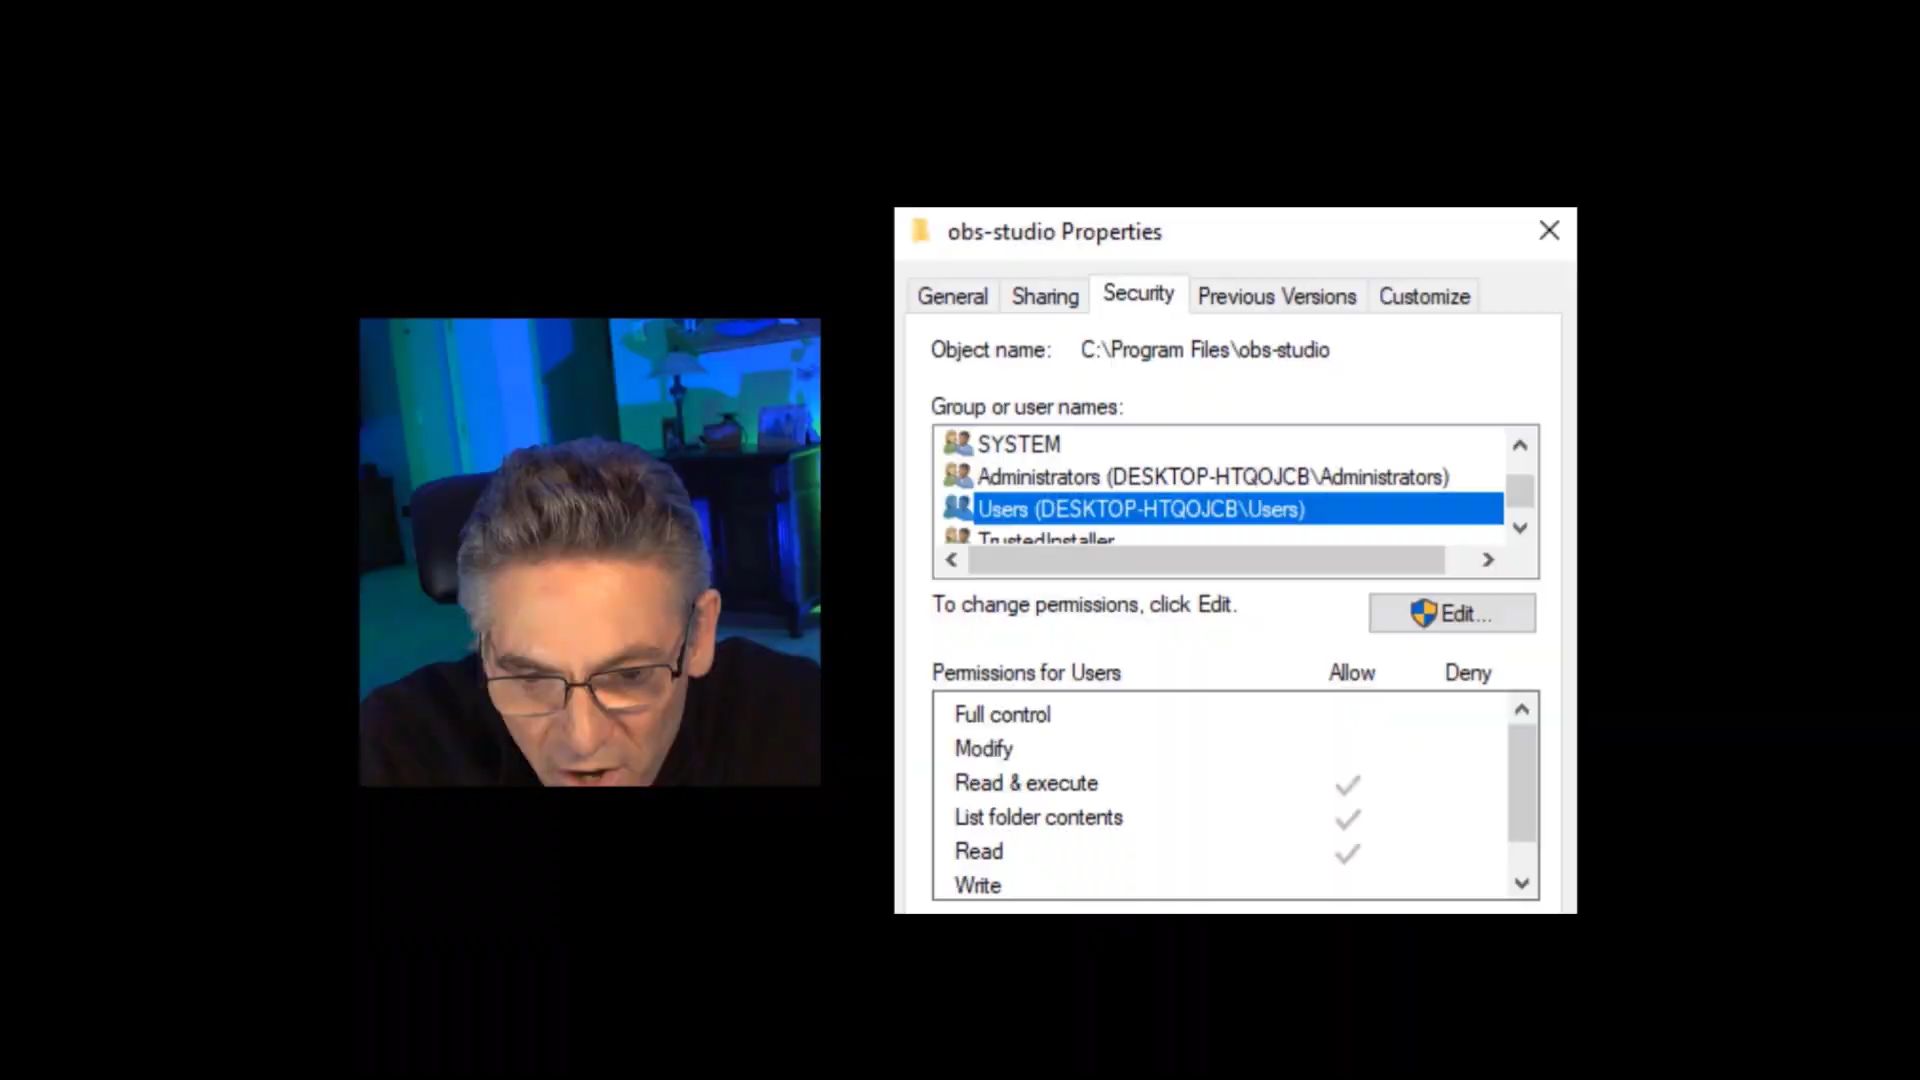 obs-studio Properties
General Sharing Security Previous Versions Customize
Object name: C:\Program Files\obs-studio
Group or user names:
SYSTEM
Administrators (DESKTOP-HTQOJCB\Administrators)
Users (DESKTOP-HTQOJCB\Users)
TrustedInstaller
To change permissions, click Edit.
Edit...
Permissions for Users Allow Deny
Full control
Modify
Read & execute
List folder contents
Read
Write